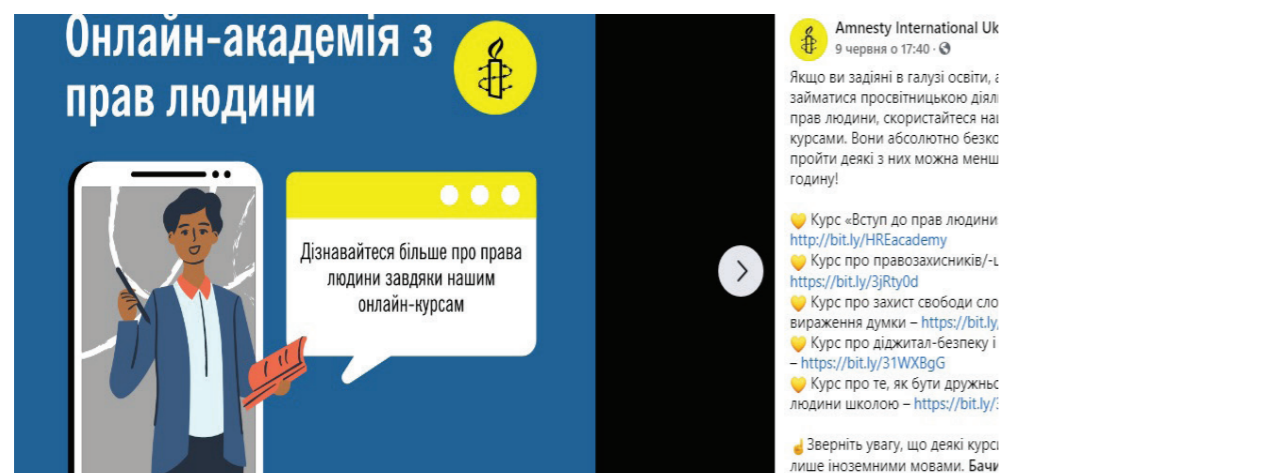 Онлайн-академія з
прав людини
Дізнавайтеся більше про права
людини завдяки нашим
онлайн-курсам
Amnesty International Uk
9 червня о 17:40 ·
Якщо ви задіяні в галузі освіти, а
займатися просвітницькою діял
прав людини, скористайтеся наш
курсами. Вони абсолютно безко
пройти деякі з них можна менш
годину!
💛 Курс «Вступ до прав людини
http://bit.ly/HREacademy
💛 Курс про правозахисників/-ц
https://bit.ly/3jRty0d
💛 Курс про захист свободи сло
вираження думки – https://bit.ly/
💛 Курс про діджитал-безпеку і
– https://bit.ly/31WXBgG
💛 Курс про те, як бути дружньо
людини школою – https://bit.ly/3
☝️Зверніть увагу, що деякі курси
лише іноземними мовами. Бачи